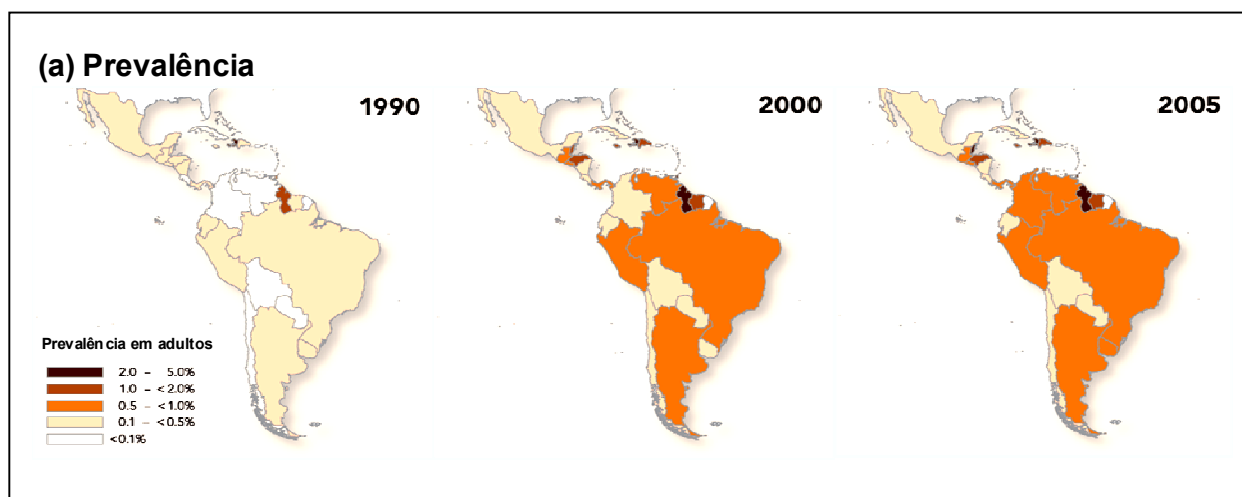 (a) Prevalência
1990
2000
2005
Prevalência em adultos
2.0 – 5.0%
1.0 – <2.0%
0.5 – <1.0%
0.1 – <0.5%
<0.1%